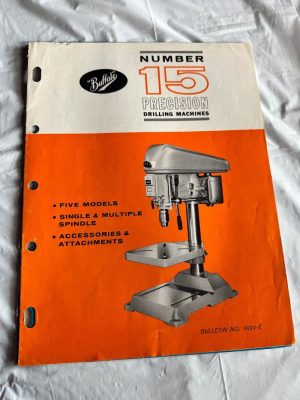 "Buffalo"
NUMBER
15
PRECISION
DRILLING MACHINES
• FIVE MODELS
• SINGLE & MULTIPLE
SPINDLE
• ACCESSORIES &
ATTACHMENTS
BULLETIN NO. 4024-E